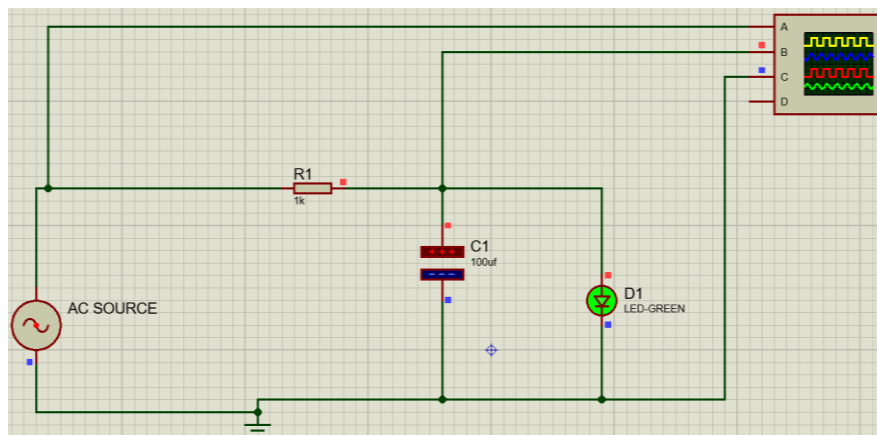 A
B
C
D
R1
1k
C1
100uf
AC SOURCE
D1
LED-GREEN